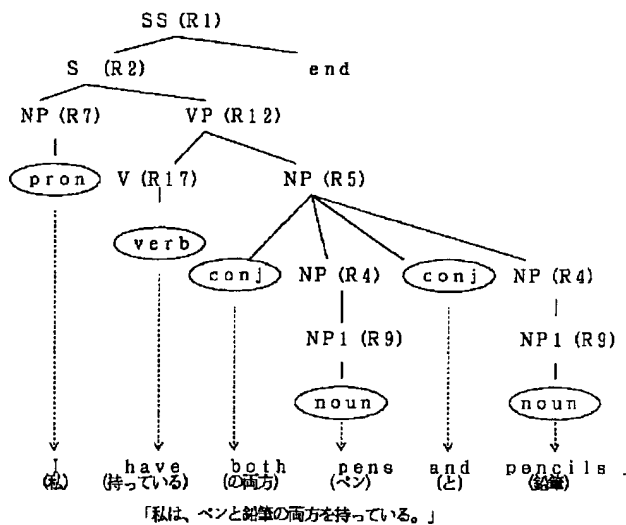 SS (R1)
S (R2) end
NP (R7) VP (R12)
pron V (R17) NP (R5)
verb conj NP (R4) conj NP (R4)
NP1 (R9) NP1 (R9)
noun noun
I have both pens and pencils .
(私) (持っている) (の両方) (ペン) (と) (鉛筆)
「私は、ペンと鉛筆の両方を持っている。」